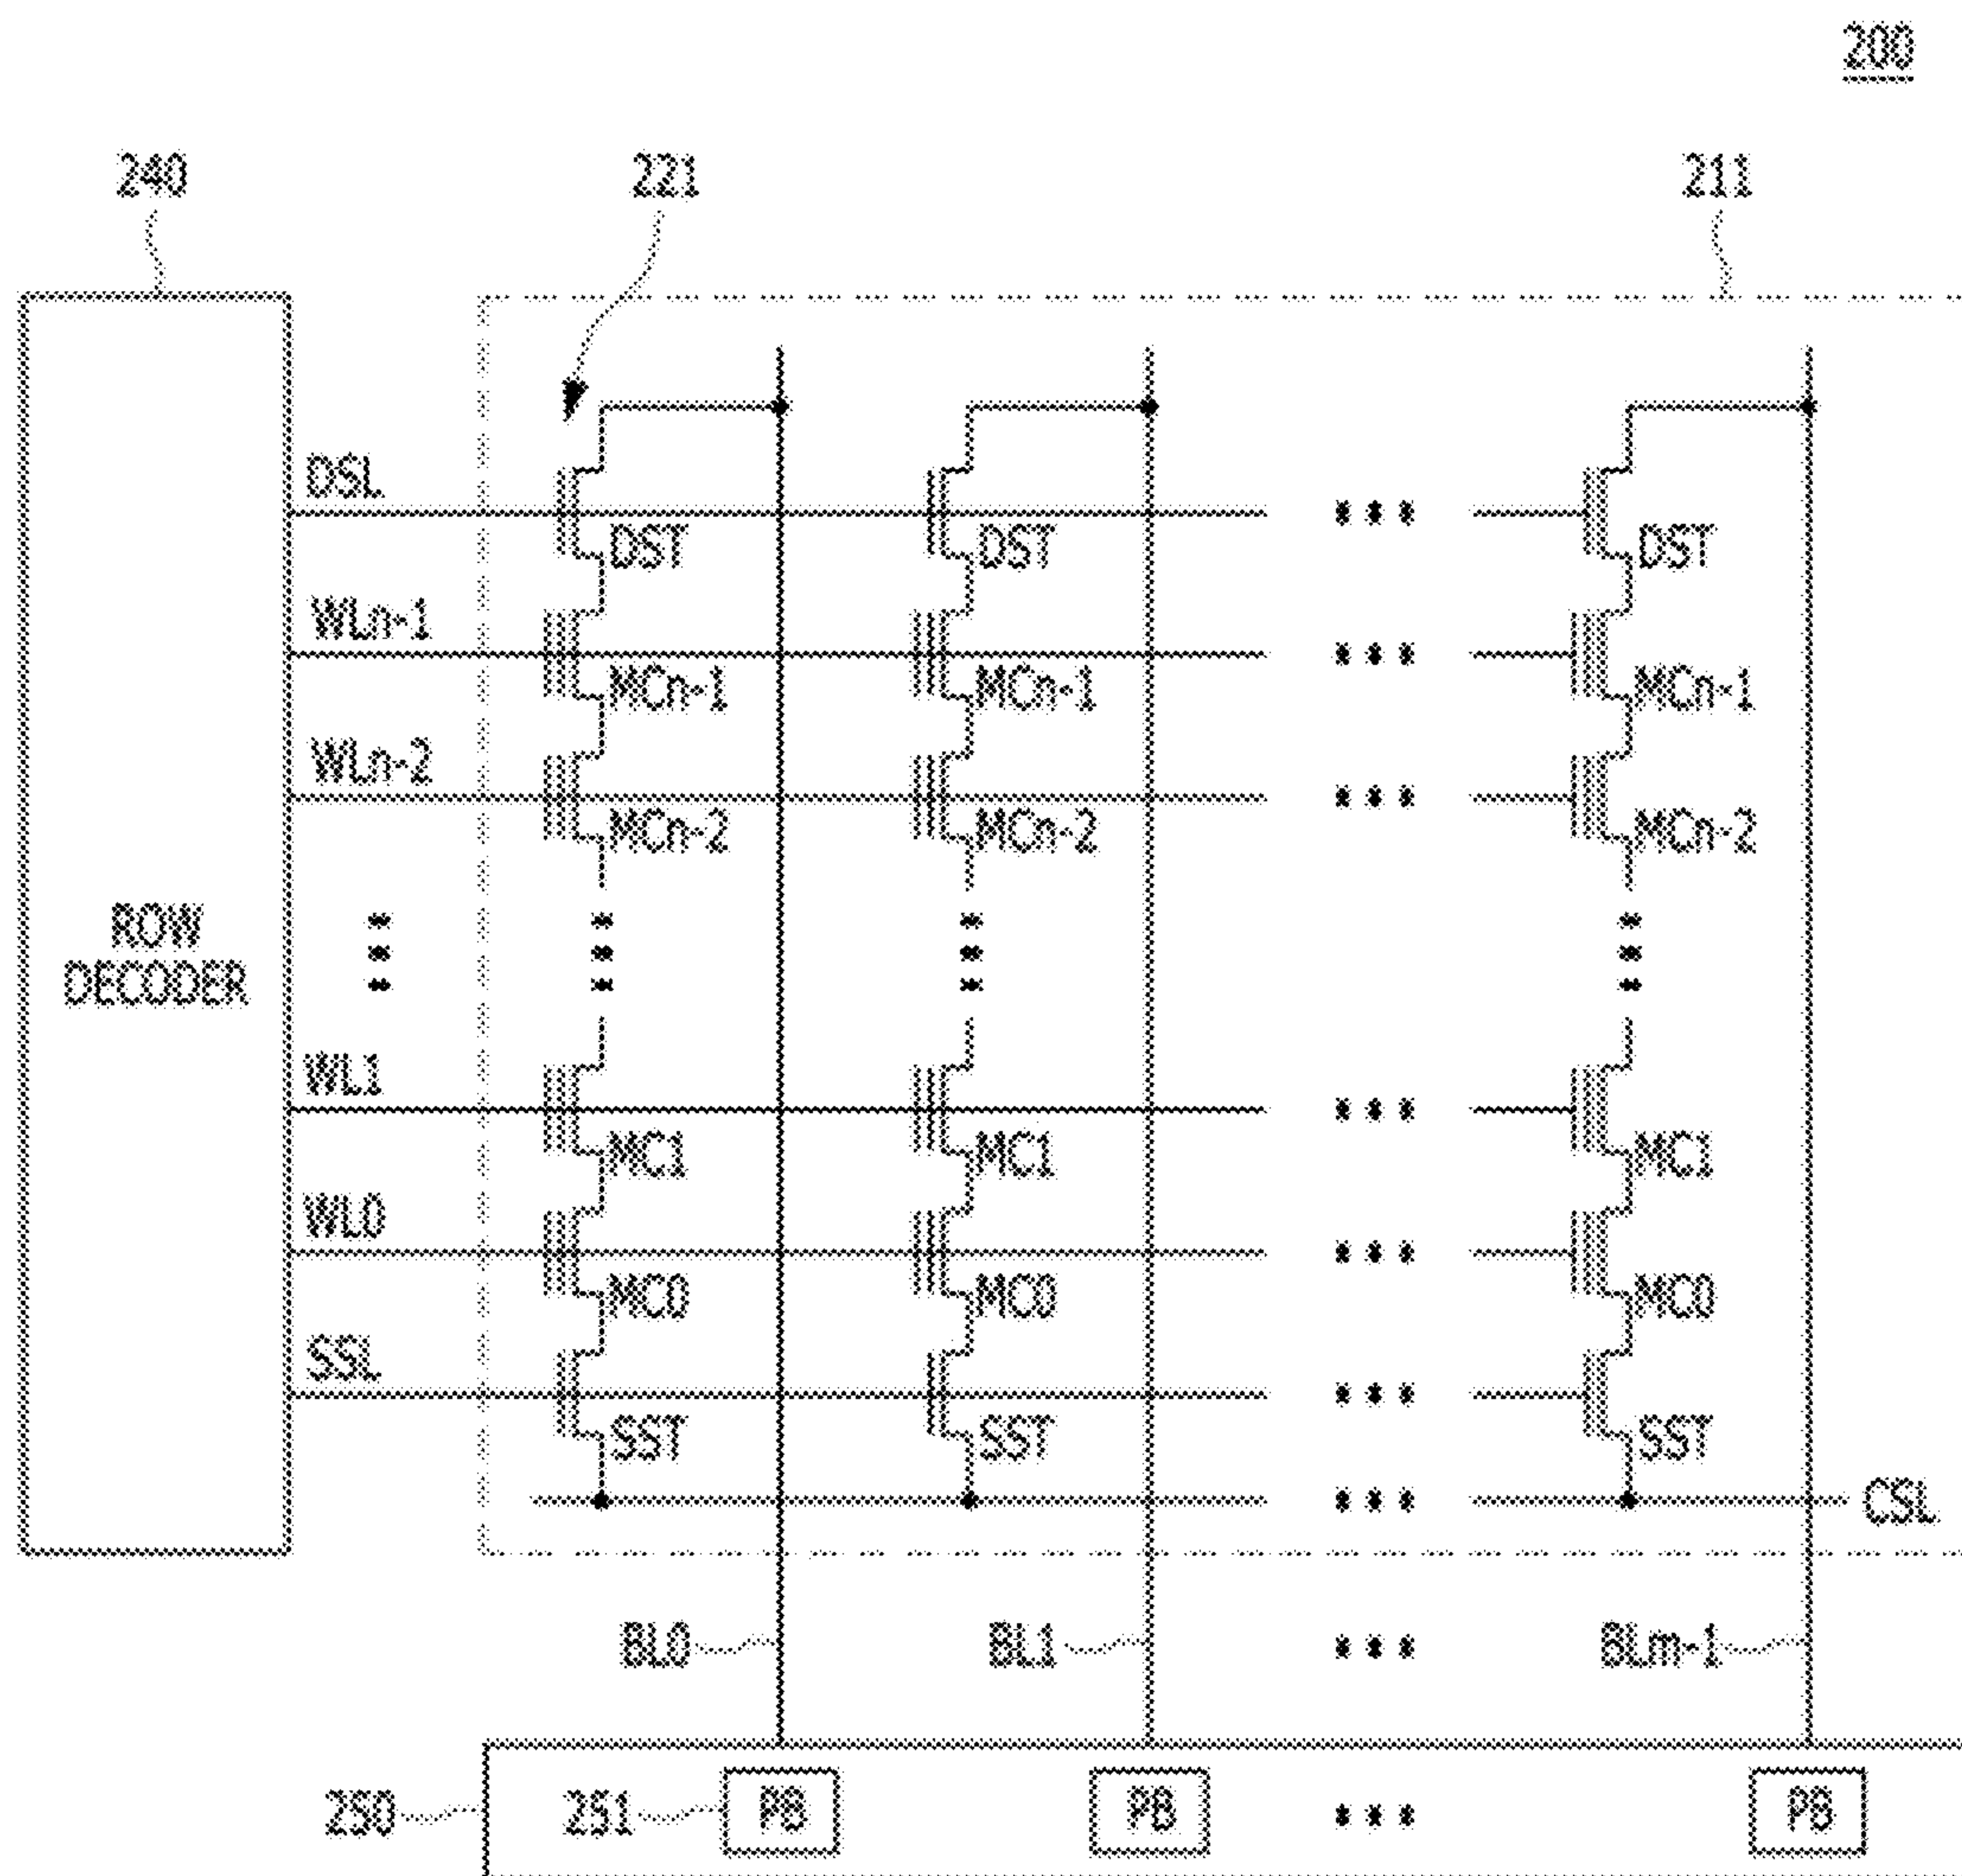 200
240 221 211
DSL
DST DST DST
WLn-1
MCn-1 MCn-1 MCn-1
WLn-2
MCn-2 MCn-2 MCn-2
ROW
DECODER
WL1
MC1 MC1 MC1
WL0
MC0 MC0 MC0
SSL
SST SST SST
CSL
BL0 BL1 BLm-1
250 251 PB PB PB